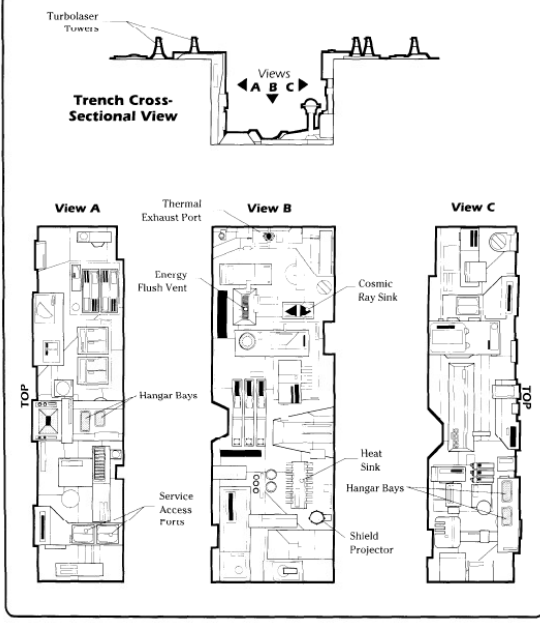 Turbolaser
Towers
Views
A B C
Trench Cross-
Sectional View
View A
Thermal
Exhaust Port
View B
View C
Energy
Flush Vent
Cosmic
Ray Sink
TOP
Hangar Bays
TOP
Heat
Sink
Hangar Bays
Service
Access
Ports
Shield
Projector